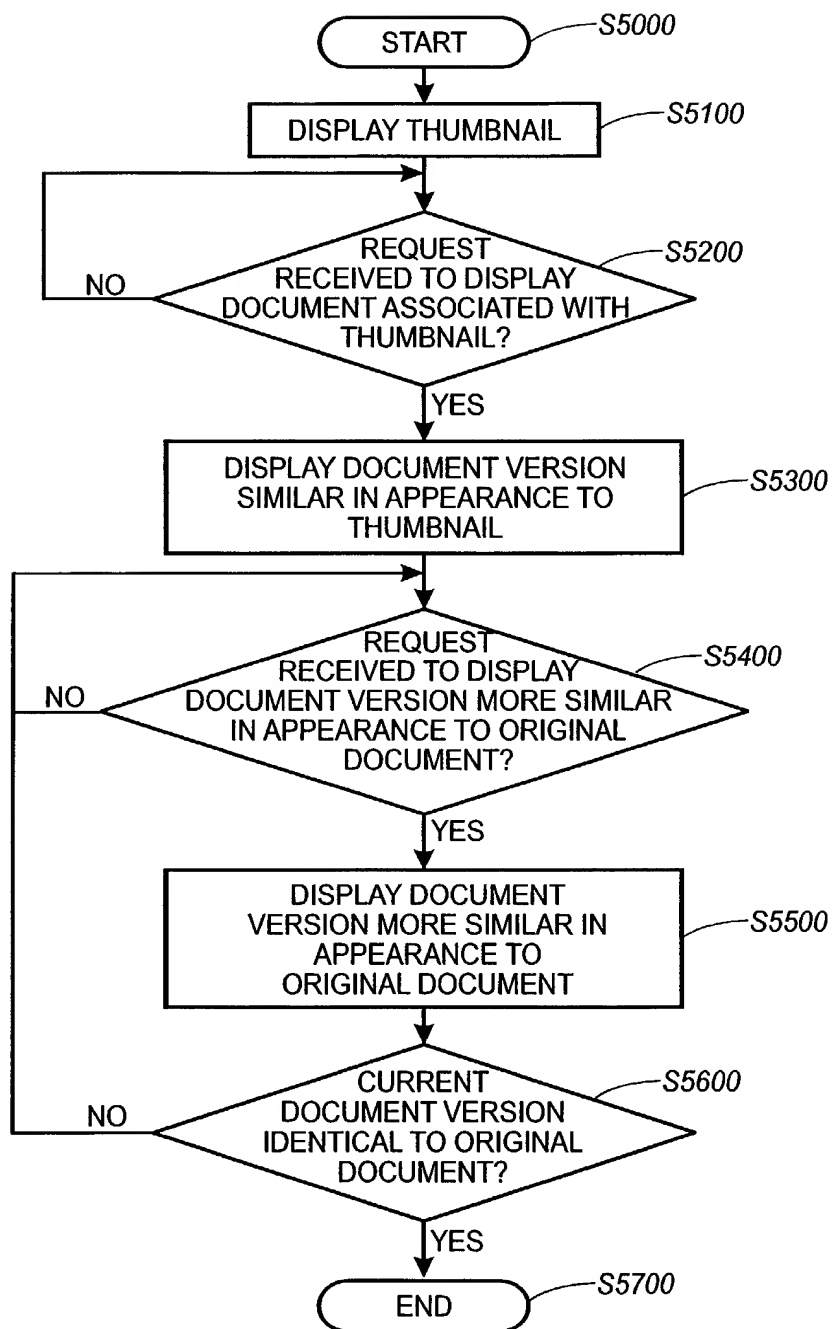 START
S5000
DISPLAY THUMBNAIL
S5100
REQUEST
RECEIVED TO DISPLAY
DOCUMENT ASSOCIATED WITH
THUMBNAIL?
S5200
NO
YES
DISPLAY DOCUMENT VERSION
SIMILAR IN APPEARANCE TO
THUMBNAIL
S5300
REQUEST
RECEIVED TO DISPLAY
DOCUMENT VERSION MORE SIMILAR
IN APPEARANCE TO ORIGINAL
DOCUMENT?
S5400
NO
YES
DISPLAY DOCUMENT
VERSION MORE SIMILAR IN
APPEARANCE TO
ORIGINAL DOCUMENT
S5500
CURRENT
DOCUMENT VERSION
IDENTICAL TO ORIGINAL
DOCUMENT?
S5600
NO
YES
END
S5700